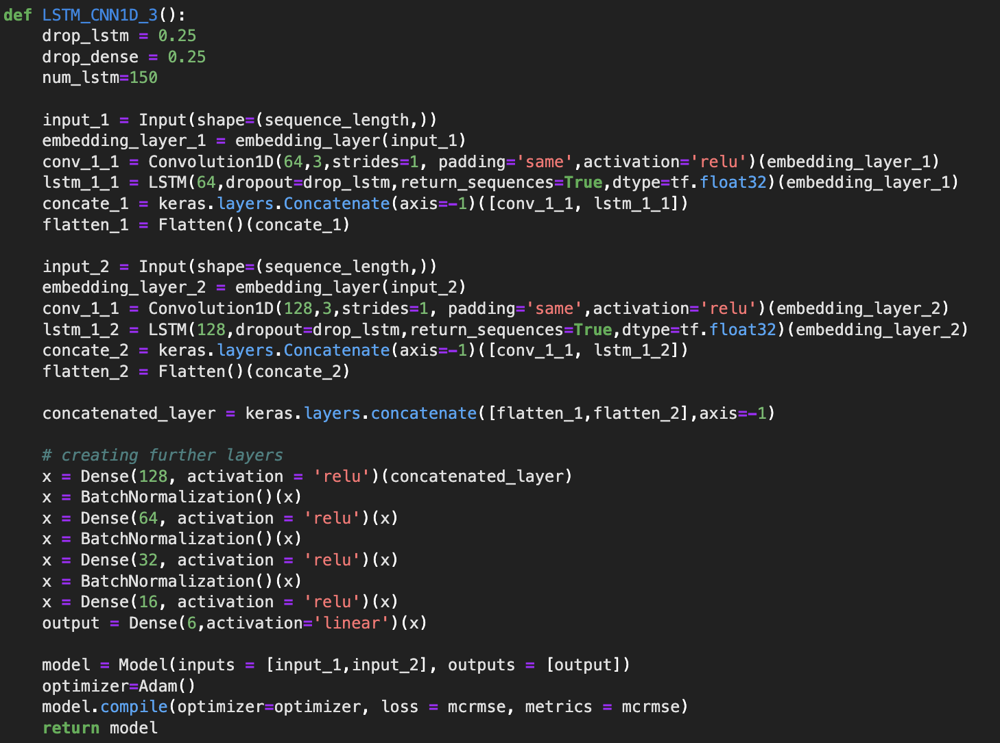 def LSTM_CNN1D_3():
    drop_lstm = 0.25
    drop_dense = 0.25
    num_lstm=150

    input_1 = Input(shape=(sequence_length,))
    embedding_layer_1 = embedding_layer(input_1)
    conv_1_1 = Convolution1D(64,3,strides=1, padding='same',activation='relu')(embedding_layer_1)
    lstm_1_1 = LSTM(64,dropout=drop_lstm,return_sequences=True,dtype=tf.float32)(embedding_layer_1)
    concate_1 = keras.layers.Concatenate(axis=-1)([conv_1_1, lstm_1_1])
    flatten_1 = Flatten()(concate_1)

    input_2 = Input(shape=(sequence_length,))
    embedding_layer_2 = embedding_layer(input_2)
    conv_1_1 = Convolution1D(128,3,strides=1, padding='same',activation='relu')(embedding_layer_2)
    lstm_1_2 = LSTM(128,dropout=drop_lstm,return_sequences=True,dtype=tf.float32)(embedding_layer_2)
    concate_2 = keras.layers.Concatenate(axis=-1)([conv_1_1, lstm_1_2])
    flatten_2 = Flatten()(concate_2)

    concatenated_layer = keras.layers.concatenate([flatten_1,flatten_2],axis=-1)

    # creating further layers
    x = Dense(128, activation = 'relu')(concatenated_layer)
    x = BatchNormalization()(x)
    x = Dense(64, activation = 'relu')(x)
    x = BatchNormalization()(x)
    x = Dense(32, activation = 'relu')(x)
    x = BatchNormalization()(x)
    x = Dense(16, activation = 'relu')(x)
    output = Dense(6,activation='linear')(x)

    model = Model(inputs = [input_1,input_2], outputs = [output])
    optimizer=Adam()
    model.compile(optimizer=optimizer, loss = mcrmse, metrics = mcrmse)
    return model